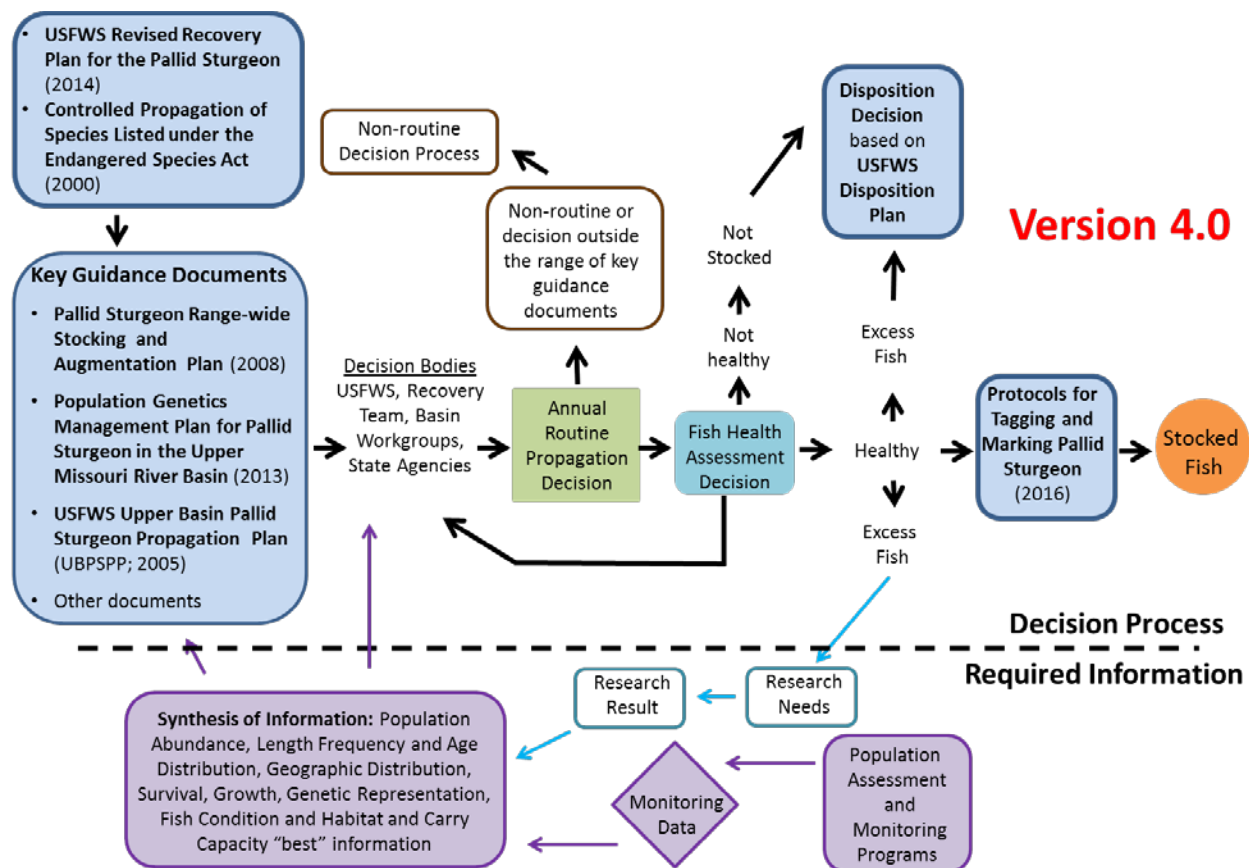 • USFWS Revised Recovery
Plan for the Pallid Sturgeon
(2014)
• Controlled Propagation of
Species Listed under the
Endangered Species Act
(2000)
Key Guidance Documents
• Pallid Sturgeon Range-wide
Stocking and
Augmentation Plan (2008)
• Population Genetics
Management Plan for Pallid
Sturgeon in the Upper
Missouri River Basin (2013)
• USFWS Upper Basin Pallid
Sturgeon Propagation Plan
(UBPSPP; 2005)
• Other documents
Non-routine
Decision Process
Non-routine or
decision outside
the range of key
guidance
documents
Decision Bodies
USFWS, Recovery
Team, Basin
Workgroups,
State Agencies
Annual
Routine
Propagation
Decision
Fish Health
Assessment
Decision
Not
healthy
Not
Stocked
Disposition
Decision
based on
USFWS
Disposition
Plan
Version 4.0
Excess
Fish
Healthy
Excess
Fish
Protocols for
Tagging and
Marking Pallid
Sturgeon
(2016)
Stocked
Fish
Decision Process
Required Information
Research
Needs
Research
Result
Synthesis of Information: Population
Abundance, Length Frequency and Age
Distribution, Geographic Distribution,
Survival, Growth, Genetic Representation,
Fish Condition and Habitat and Carry
Capacity “best” information
Monitoring
Data
Population
Assessment
and
Monitoring
Programs